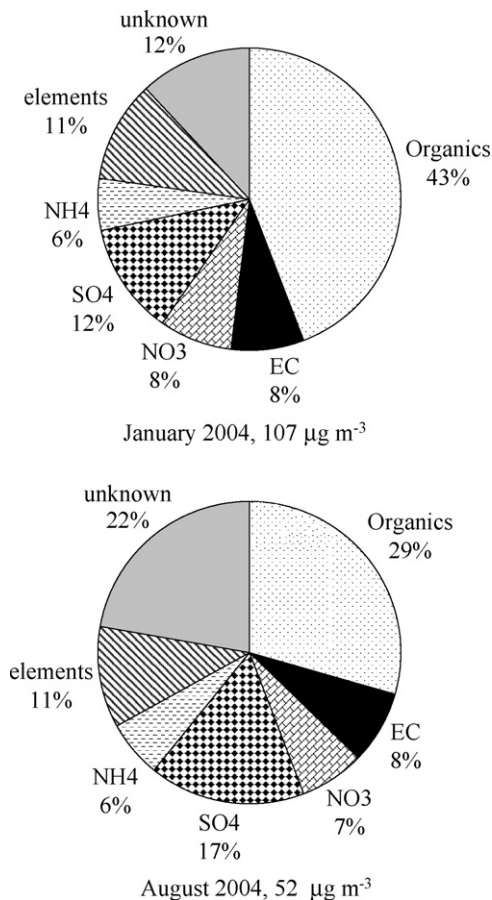 unknown
12%
elements
11%
Organics
43%
NH4
6%
SO4
12%
NO3
8%
EC
8%
January 2004, 107 µg m-3
unknown
22%
Organics
29%
elements
11%
EC
8%
NH4
6%
NO3
7%
SO4
17%
August 2004, 52 µg m-3